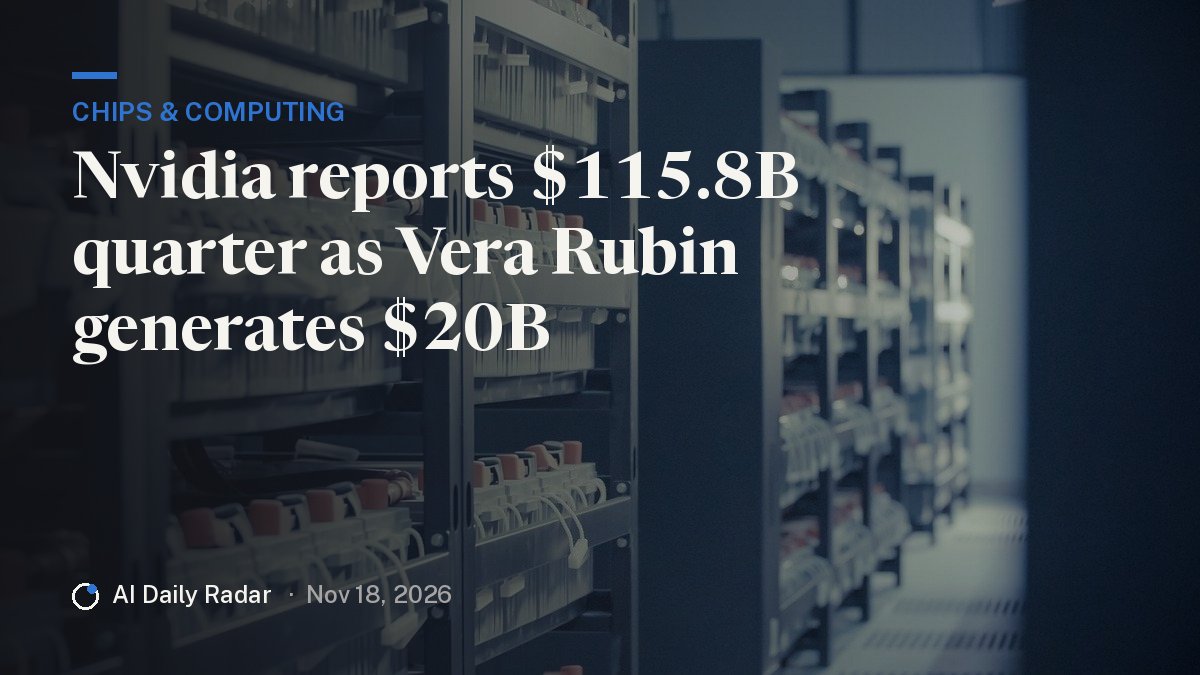 CHIPS & COMPUTING
Nvidia reports $115.8B
quarter as Vera Rubin
generates $20B
AI Daily Radar · Nov 18, 2026